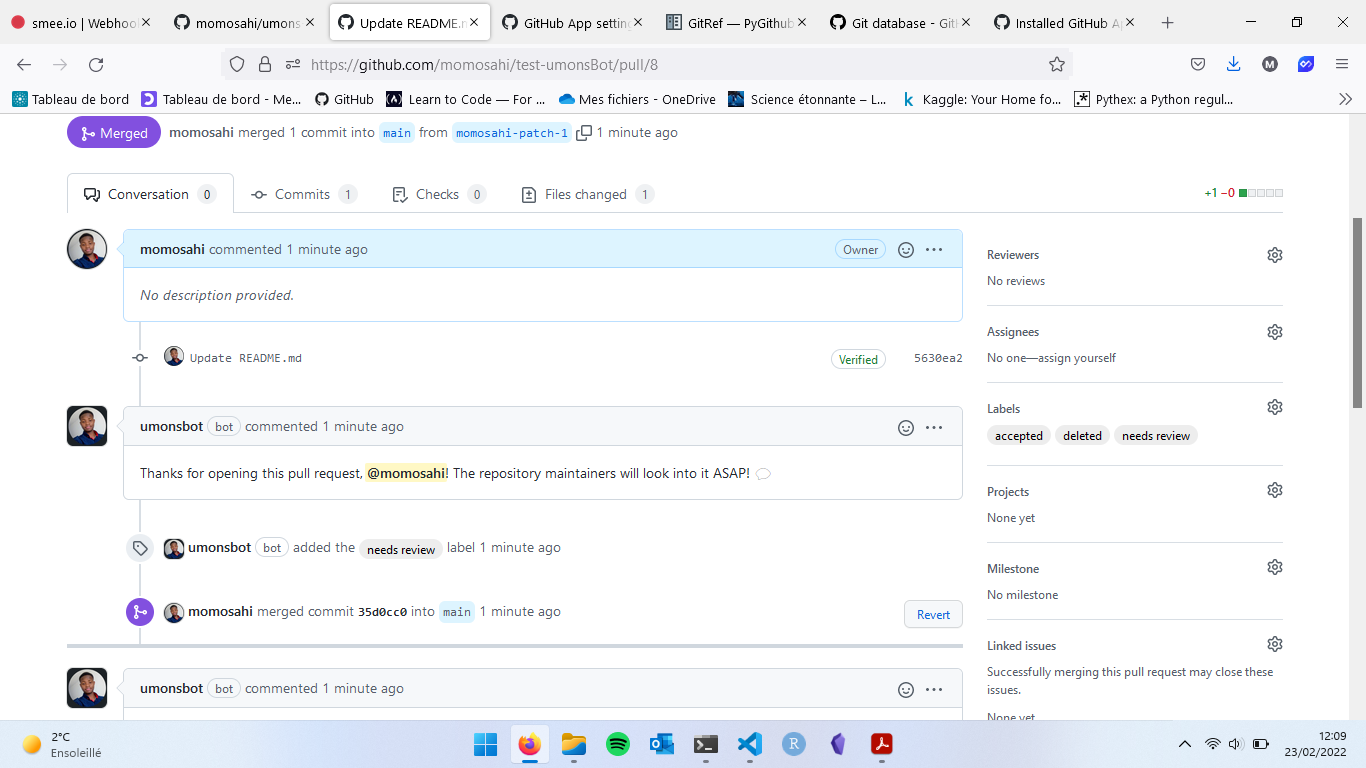 smee.io | Webhoo
momosahi/umons
Update README.m
GitHub App settin
GitRef — PyGithub
Git database - GitH
Installed GitHub Ap
https://github.com/momosahi/test-umonsBot/pull/8
Tableau de bord
Tableau de bord - Me...
GitHub
Learn to Code — For ...
Mes fichiers - OneDrive
Science étonnante – L...
Kaggle: Your Home fo...
Pythex: a Python regul...
Merged momosahi merged 1 commit into main from momosahi-patch-1 1 minute ago
Conversation 0
Commits 1
Checks 0
Files changed 1
+1 −0
momosahi commented 1 minute ago
Owner
No description provided.
Update README.md
Verified
5630ea2
umonsbot bot commented 1 minute ago
Thanks for opening this pull request, @momosahi! The repository maintainers will look into it ASAP!
umonsbot bot added the needs review label 1 minute ago
momosahi merged commit 35d0cc0 into main 1 minute ago
Revert
umonsbot bot commented 1 minute ago
Reviewers
No reviews
Assignees
No one—assign yourself
Labels
accepted deleted needs review
Projects
None yet
Milestone
No milestone
Linked issues
Successfully merging this pull request may close these
issues.
None yet
2°C
Ensoleillé
12:09
23/02/2022